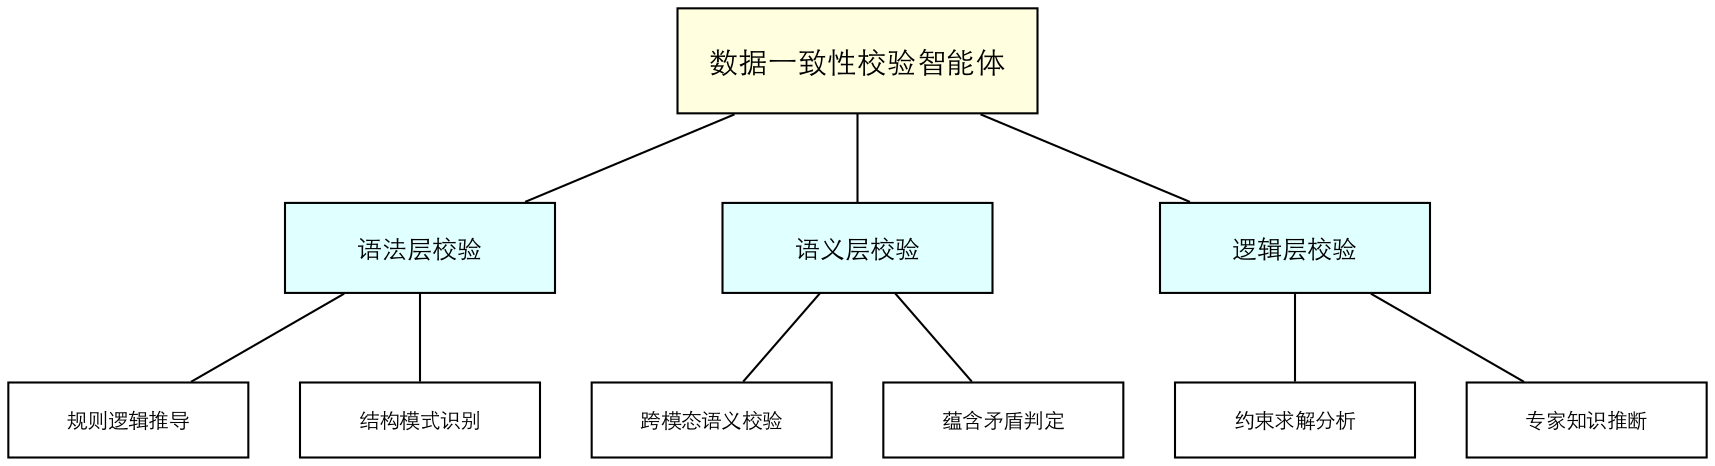 数据一致性校验智能体
语法层校验
语义层校验
逻辑层校验
规则逻辑推导
结构模式识别
跨模态语义校验
蕴含矛盾判定
约束求解分析
专家知识推断